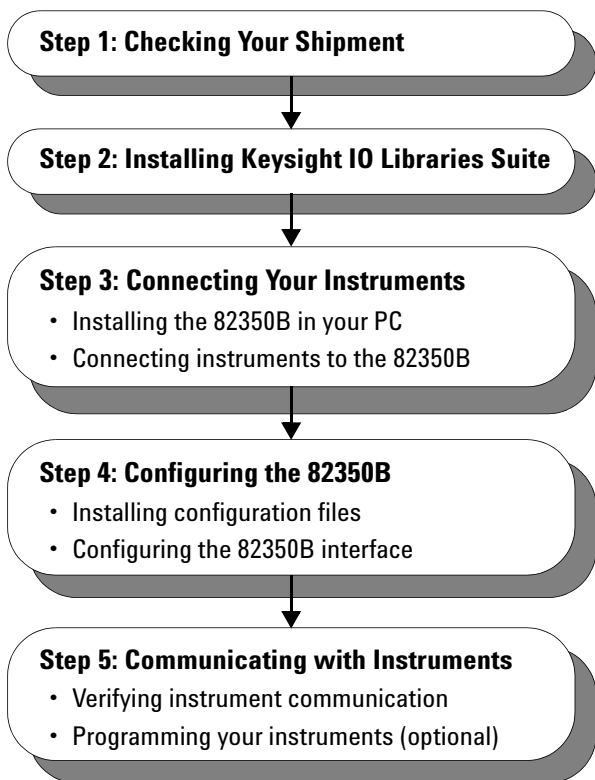 Step 1: Checking Your Shipment
Step 2: Installing Keysight IO Libraries Suite
Step 3: Connecting Your Instruments
• Installing the 82350B in your PC
• Connecting instruments to the 82350B
Step 4: Configuring the 82350B
• Installing configuration files
• Configuring the 82350B interface
Step 5: Communicating with Instruments
• Verifying instrument communication
• Programming your instruments (optional)